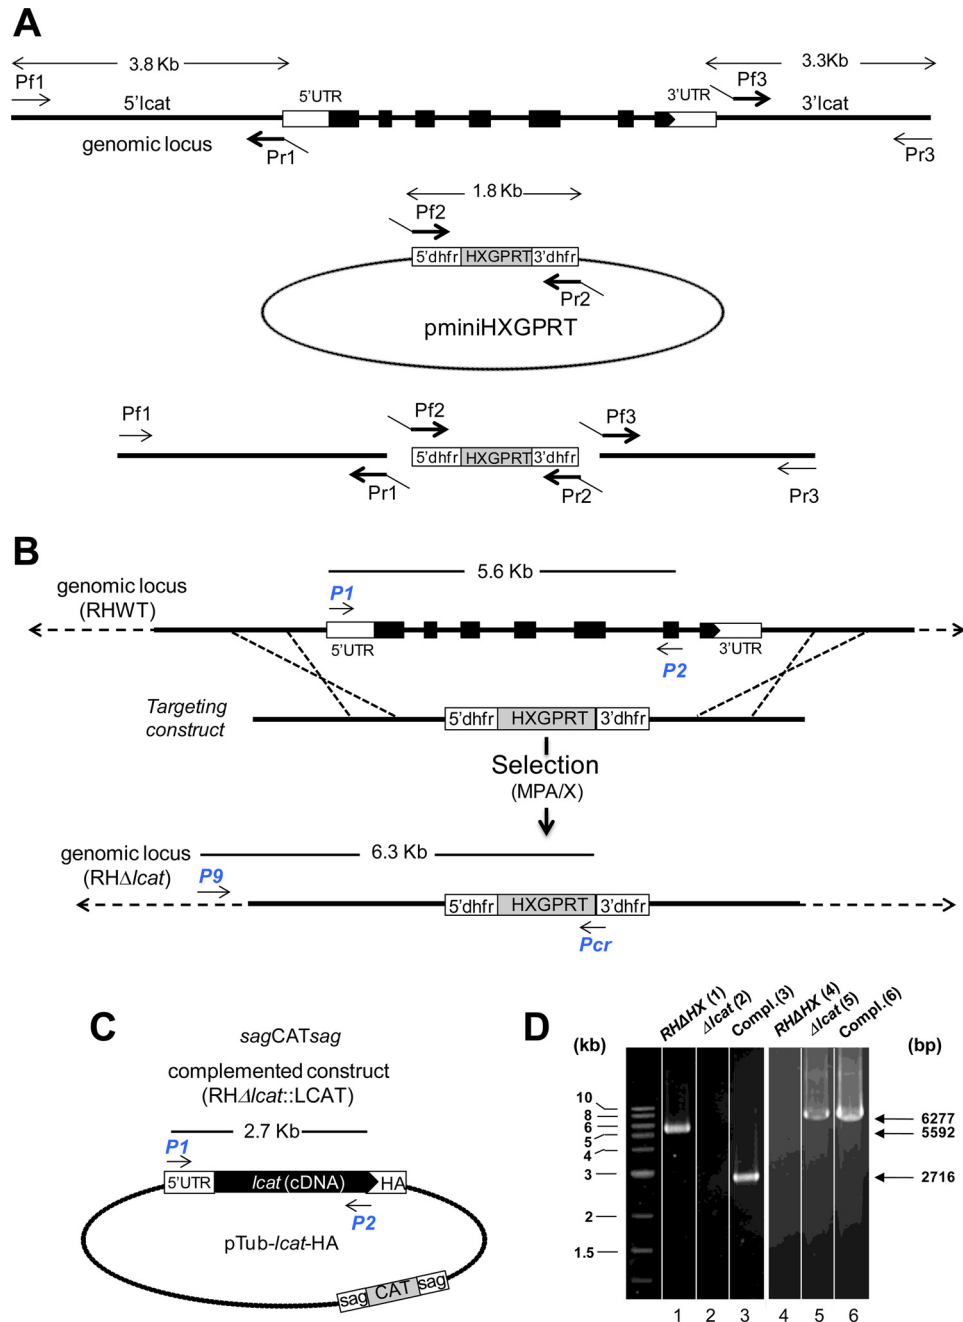 A
3.8 Kb
3.3Kb
Pf1
Pf3
5'UTR
3'UTR
5'lcat
3'lcat
genomic locus
Pr1
Pr3
1.8 Kb
Pf2
5'dhfr HXGPRT 3'dhfr
Pr2
pminiHXGPRT
Pf1
Pf2
Pf3
5'dhfr HXGPRT 3'dhfr
Pr1
Pr2
Pr3
B
5.6 Kb
genomic locus
(RHWT)
P1
5'UTR
3'UTR
P2
Targeting
construct
5'dhfr HXGPRT 3'dhfr
Selection
(MPA/X)
genomic locus
(RHΔlcat)
6.3 Kb
P9
5'dhfr HXGPRT 3'dhfr
Pcr
C
sagCATsag
complemented construct
(RHΔlcat::LCAT)
2.7 Kb
P1
5'UTR lcat (cDNA) HA
P2
pTub-lcat-HA
sag CAT sag
D
RHΔHX (1)
Δlcat (2)
Compl.(3)
RHΔHX (4)
Δlcat (5)
Compl.(6)
(kb)
(bp)
10
8
6
5
4
3
2
1.5
6277
5592
2716
1 2 3 4 5 6